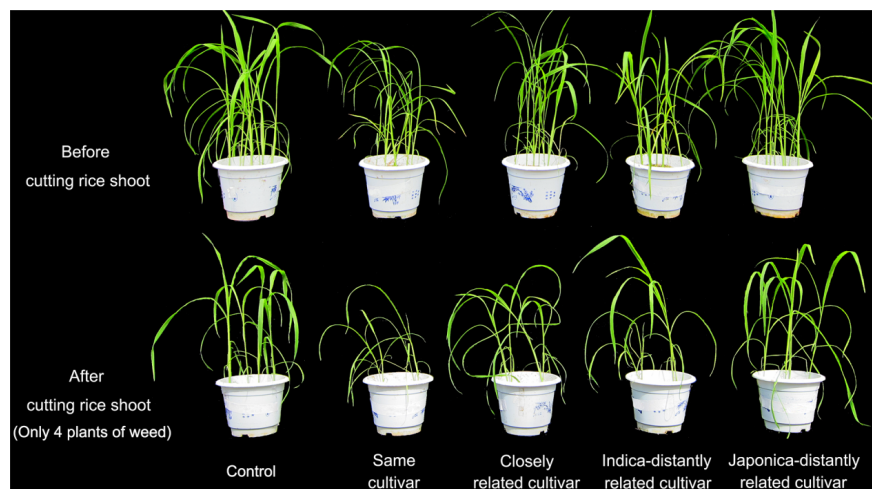 Before
cutting rice shoot
After
cutting rice shoot
(Only 4 plants of weed)
Control
Same
cultivar
Closely
related cultivar
Indica-distantly
related cultivar
Japonica-distantly
related cultivar